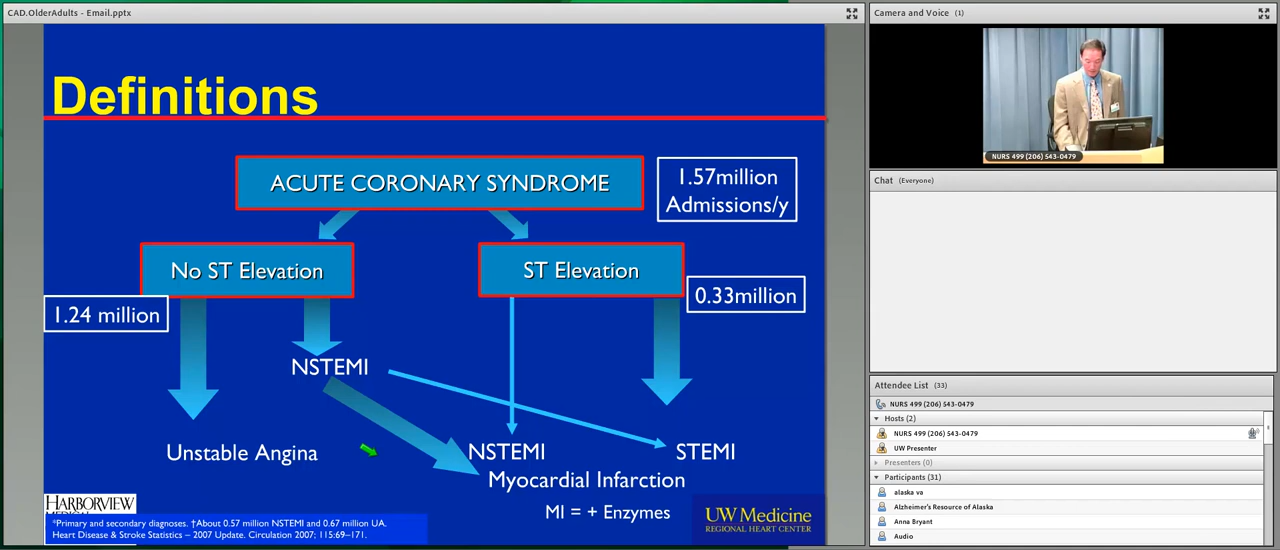 CAD.OlderAdults - Email.pptx
Definitions
ACUTE CORONARY SYNDROME
1.57million
Admissions/y
No ST Elevation
ST Elevation
1.24 million
0.33million
NSTEMI
Unstable Angina
NSTEMI
STEMI
Myocardial Infarction
MI = + Enzymes
HARBORVIEW
*Primary and secondary diagnoses. †About 0.57 million NSTEMI and 0.67 million UA.
Heart Disease & Stroke Statistics – 2007 Update. Circulation 2007; 115:69–171.
UW Medicine
REGIONAL HEART CENTER
Camera and Voice (1)
NURS 499 (206) 543-0479
Chat (Everyone)
Attendee List (33)
NURS 499 (206) 543-0479
Hosts (2)
NURS 499 (206) 543-0479
UW Presenter
Presenters (0)
Participants (31)
alaska va
Alzheimer's Resource of Alaska
Anna Bryant
Audio